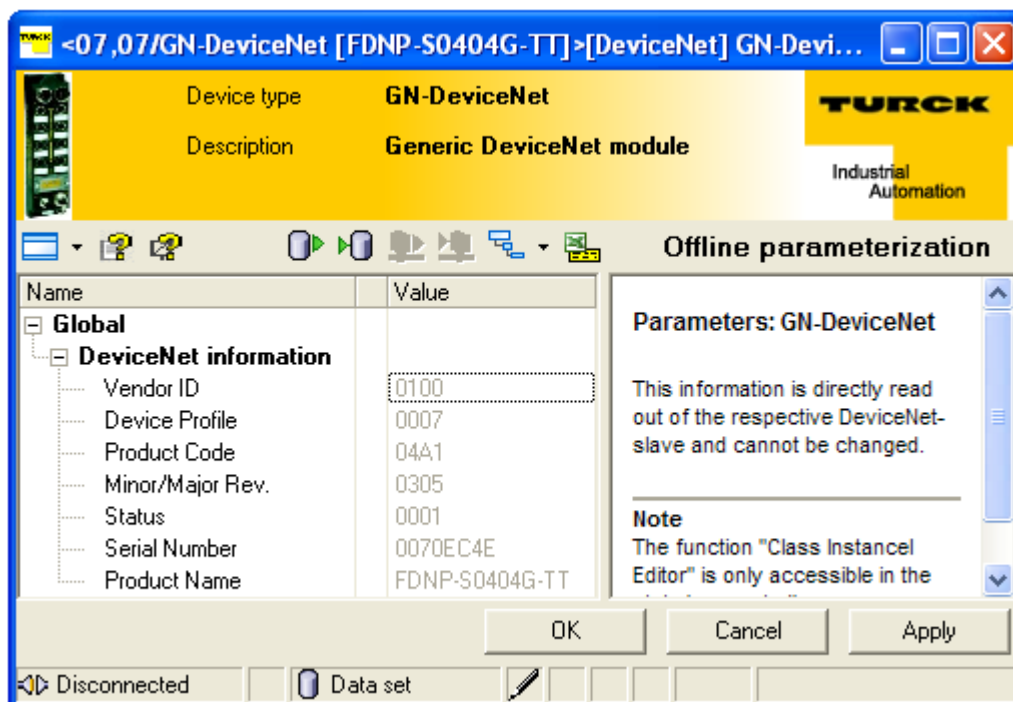 <07,07/GN-DeviceNet [FDNP-S0404G-TT]>[DeviceNet] GN-Devi...
Device type GN-DeviceNet
Description Generic DeviceNet module
TURCK
Industrial
Automation
Offline parameterization
Name Value
Global
DeviceNet information
Vendor ID 0100
Device Profile 0007
Product Code 04A1
Minor/Major Rev. 0305
Status 0001
Serial Number 0070EC4E
Product Name FDNP-S0404G-TT
Parameters: GN-DeviceNet
This information is directly read
out of the respective DeviceNet-
slave and cannot be changed.
Note
The function "Class Instancel
Editor" is only accessible in the
OK Cancel Apply
Disconnected Data set